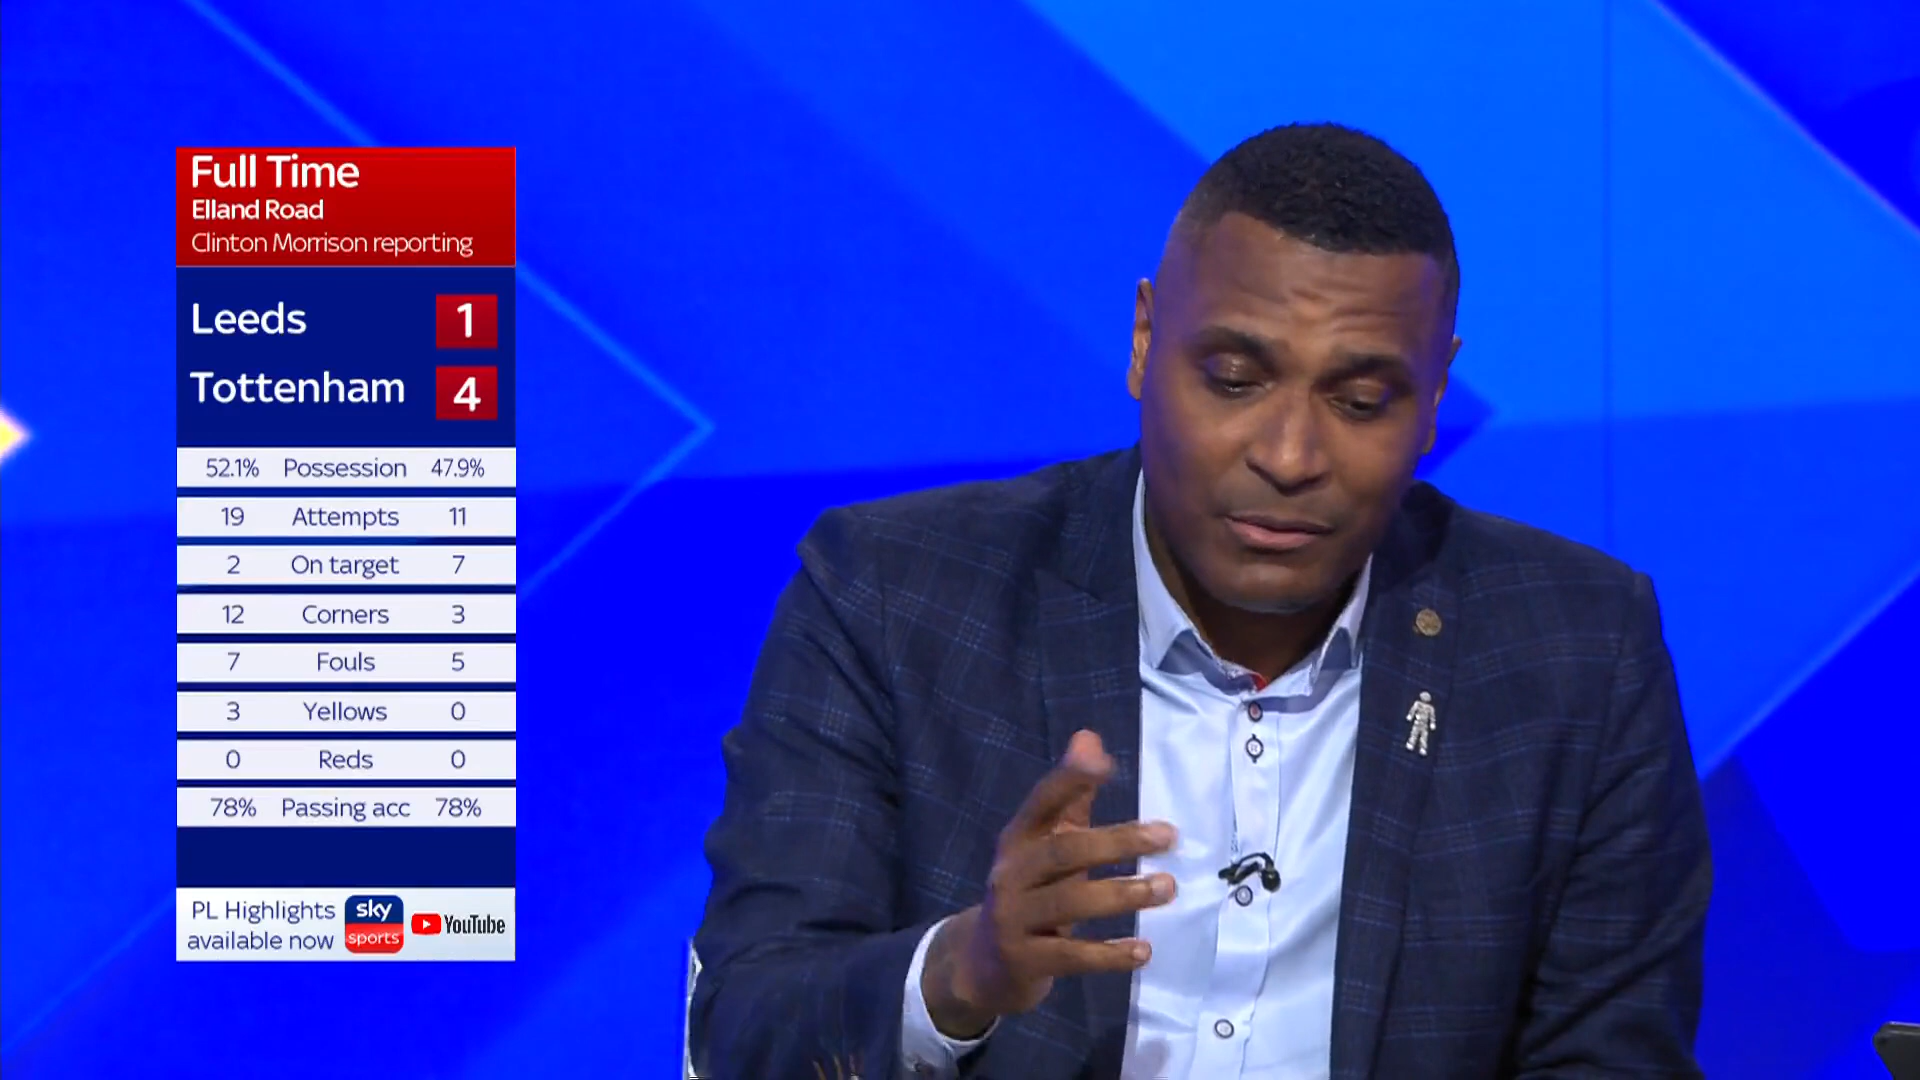 Full Time
Elland Road
Clinton Morrison reporting
Leeds 1
Tottenham 4
52.1% Possession 47.9%
19 Attempts 11
2 On target 7
12 Corners 3
7 Fouls 5
3 Yellows 0
0 Reds 0
78% Passing acc 78%
PL Highlights
available now
sky
sports
YouTube